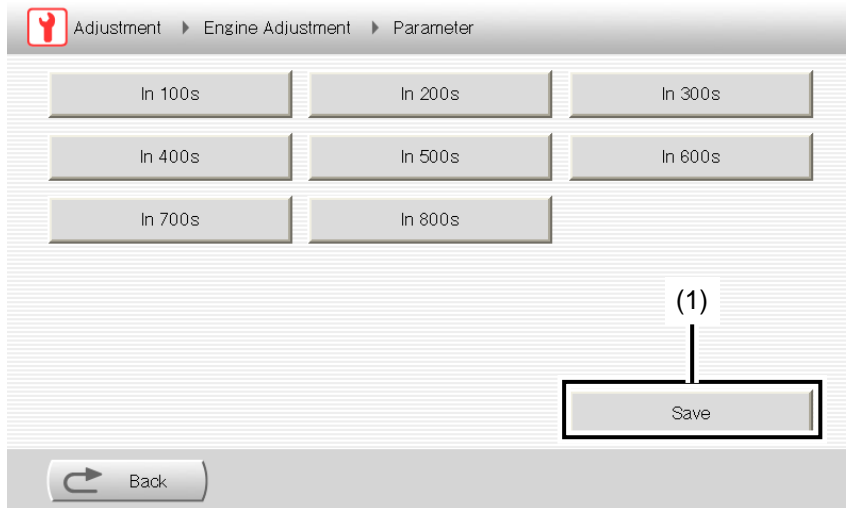 Adjustment Engine Adjustment Parameter
In 100s In 200s In 300s
In 400s In 500s In 600s
In 700s In 800s
(1)
Save
Back